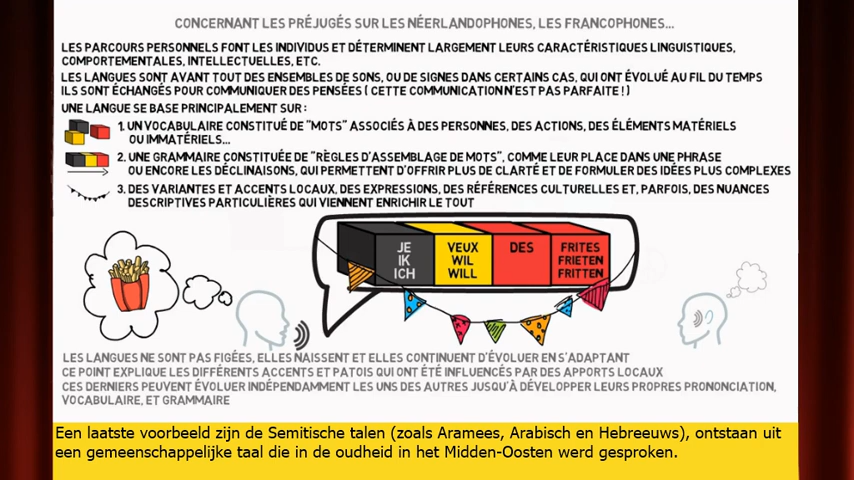 CONCERNANT LES PRÉJUGÉS SUR LES NÉERLANDOPHONES, LES FRANCOPHONES...
LES PARCOURS PERSONNELS FONT LES INDIVIDUS ET DÉTERMINENT LARGEMENT LEURS CARACTÉRISTIQUES LINGUISTIQUES,
COMPORTEMENTALES, INTELLECTUELLES, ETC.
LES LANGUES SONT AVANT TOUT DES ENSEMBLES DE SONS, OU DE SIGNES DANS CERTAINS CAS, QUI ONT ÉVOLUÉ AU FIL DU TEMPS
ILS SONT ÉCHANGÉS POUR COMMUNIQUER DES PENSÉES ( CETTE COMMUNICATION N'EST PAS PARFAITE ! )
UNE LANGUE SE BASE PRINCIPALEMENT SUR :
1. UN VOCABULAIRE CONSTITUÉ DE "MOTS" ASSOCIÉS À DES PERSONNES, DES ACTIONS, DES ÉLÉMENTS MATÉRIELS
OU IMMATÉRIELS...
2. UNE GRAMMAIRE CONSTITUÉE DE "RÈGLES D'ASSEMBLAGE DE MOTS", COMME LEUR PLACE DANS UNE PHRASE
OU ENCORE LES DÉCLINAISONS, QUI PERMETTENT D'OFFRIR PLUS DE CLARTÉ ET DE FORMULER DES IDÉES PLUS COMPLEXES
3. DES VARIANTES ET ACCENTS LOCAUX, DES EXPRESSIONS, DES RÉFÉRENCES CULTURELLES ET, PARFOIS, DES NUANCES
DESCRIPTIVES PARTICULIÈRES QUI VIENNENT ENRICHIR LE TOUT
JE VEUX DES FRITES
IK WIL FRIETEN
ICH WILL FRITTEN
LES LANGUES NE SONT PAS FIGÉES, ELLES NAISSENT ET ELLES CONTINUENT D'ÉVOLUER EN S'ADAPTANT
CE POINT EXPLIQUE LES DIFFÉRENTS ACCENTS ET PATOIS QUI ONT ÉTÉ INFLUENCÉS PAR DES APPORTS LOCAUX
CES DERNIERS PEUVENT ÉVOLUER INDÉPENDAMMENT LES UNS DES AUTRES JUSQU'À DÉVELOPPER LEURS PROPRES PRONONCIATION,
VOCABULAIRE, ET GRAMMAIRE
Een laatste voorbeeld zijn de Semitische talen (zoals Aramees, Arabisch en Hebreeuws), ontstaan uit
een gemeenschappelijke taal die in de oudheid in het Midden-Oosten werd gesproken.